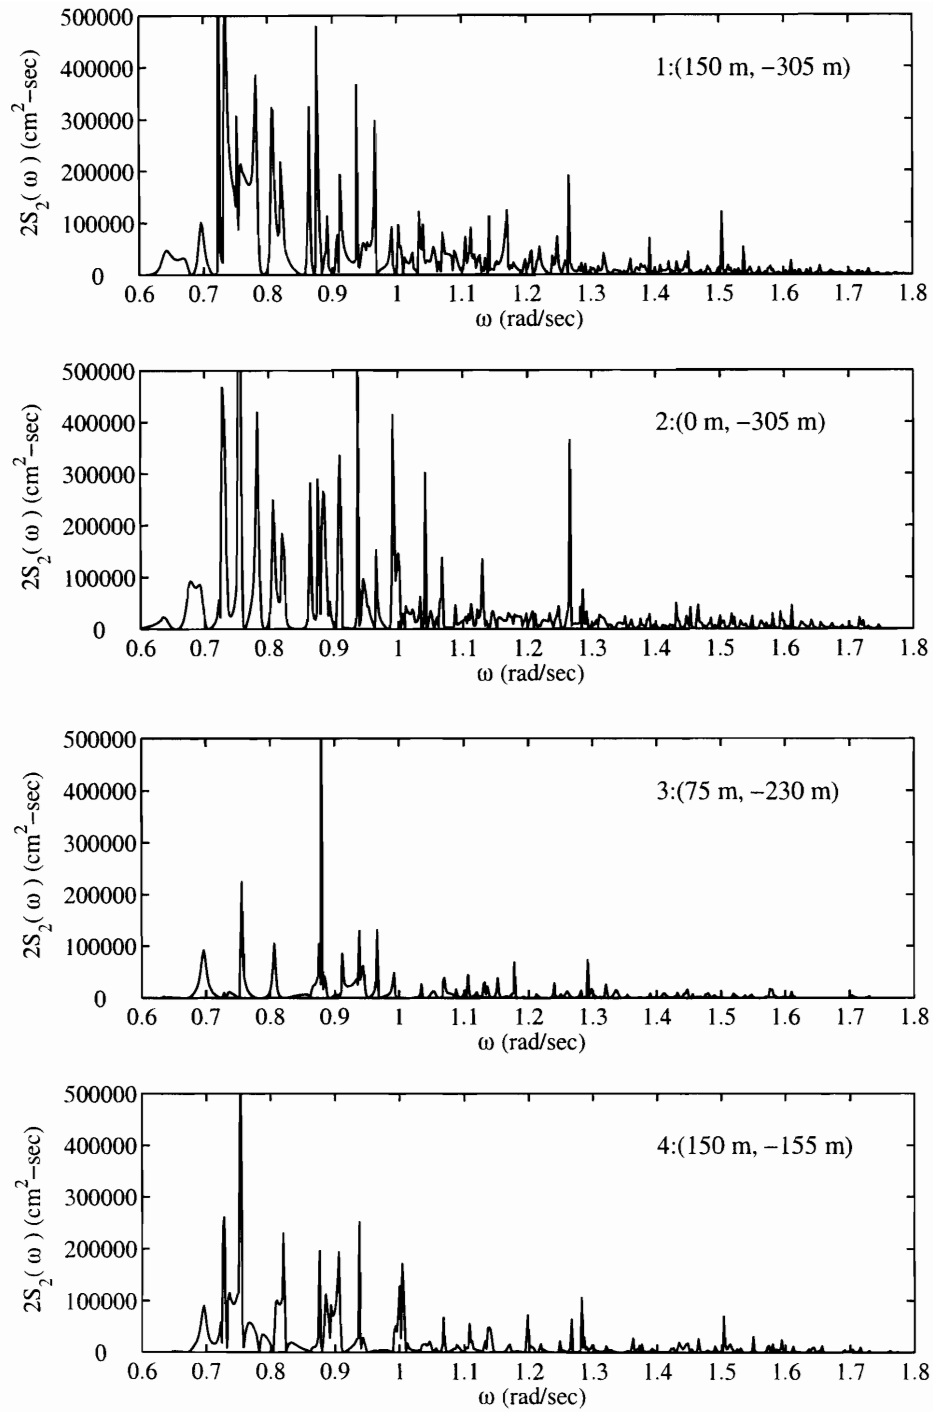 500000
400000
300000
200000
100000
0
2S₂(ω) (cm²−sec)
1:(150 m, −305 m)
0.6 0.7 0.8 0.9 1 1.1 1.2 1.3 1.4 1.5 1.6 1.7 1.8
ω (rad/sec)
500000
400000
300000
200000
100000
0
2S₂(ω) (cm²−sec)
2:(0 m, −305 m)
0.6 0.7 0.8 0.9 1 1.1 1.2 1.3 1.4 1.5 1.6 1.7 1.8
ω (rad/sec)
500000
400000
300000
200000
100000
0
2S₂(ω) (cm²−sec)
3:(75 m, −230 m)
0.6 0.7 0.8 0.9 1 1.1 1.2 1.3 1.4 1.5 1.6 1.7 1.8
ω (rad/sec)
500000
400000
300000
200000
100000
0
2S₂(ω) (cm²−sec)
4:(150 m, −155 m)
0.6 0.7 0.8 0.9 1 1.1 1.2 1.3 1.4 1.5 1.6 1.7 1.8
ω (rad/sec)